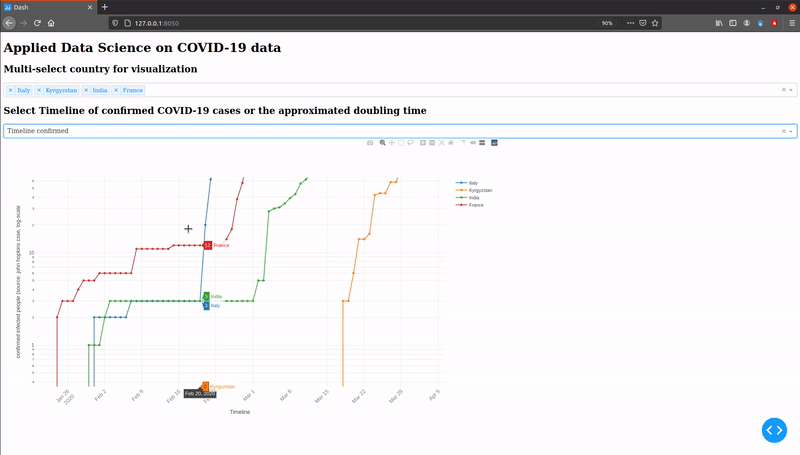 Dash
127.0.0.1:8050
90%
Applied Data Science on COVID-19 data
Multi-select country for visualization
× Italy × Kyrgyzstan × India × France
Select Timeline of confirmed COVID-19 cases or the approximated doubling time
Timeline confirmed
confirmed infected people (source: john hopkins csse, log-scale
10
1
Italy
Kyrgyzstan
India
France
12 France
3 India
3 Italy
Kyrgyzstan
Feb 20, 2020
Jan 26
2020
Feb 2
Feb 9
Feb 16
Mar 1
Mar 8
Mar 15
Mar 22
Mar 29
Apr 5
Timeline